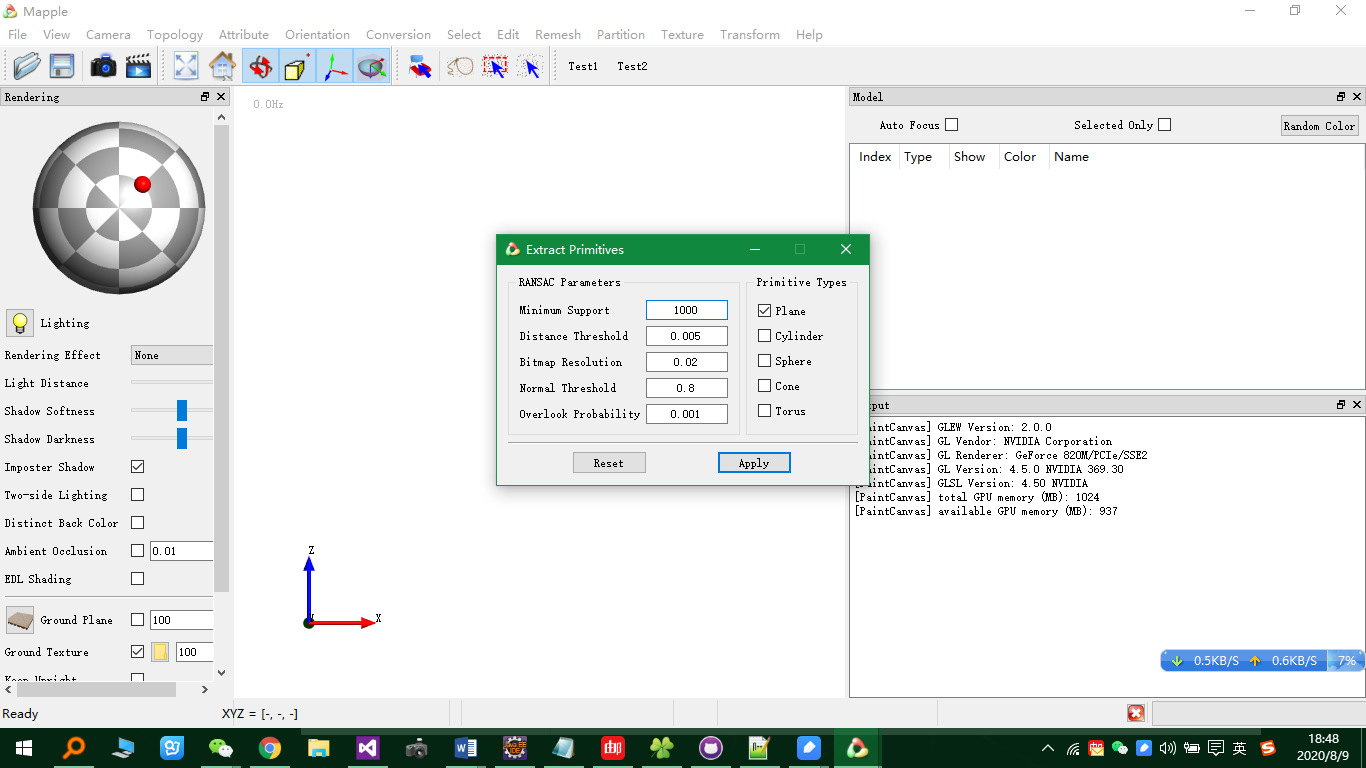 Mapple
File View Camera Topology Attribute Orientation Conversion Select Edit Remesh Partition Texture Transform Help
Test1 Test2
Rendering
Lighting
Rendering Effect None
Light Distance
Shadow Softness
Shadow Darkness
Imposter Shadow
Two-side Lighting
Distinct Back Color
Ambient Occlusion 0.01
EDL Shading
Ground Plane 100
Ground Texture 100
Keep Upright
0.0Hz
Z
X
Extract Primitives
RANSAC Parameters
Minimum Support 1000
Distance Threshold 0.005
Bitmap Resolution 0.02
Normal Threshold 0.8
Overlook Probability 0.001
Primitive Types
Plane
Cylinder
Sphere
Cone
Torus
Reset Apply
Model
Auto Focus Selected Only Random Color
Index Type Show Color Name
put
aintCanvas] GLEW Version: 2.0.0
aintCanvas] GL Vendor: NVIDIA Corporation
aintCanvas] GL Renderer: GeForce 820M/PCIe/SSE2
aintCanvas] GL Version: 4.5.0 NVIDIA 369.30
aintCanvas] GLSL Version: 4.50 NVIDIA
[PaintCanvas] total GPU memory (MB): 1024
[PaintCanvas] available GPU memory (MB): 937
0.5KB/S 0.6KB/S 7%
Ready XYZ = [-, -, -]
英
18:48
2020/8/9